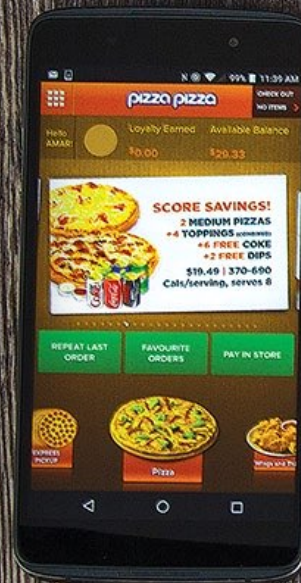 99% 11:39 AM
pizza pizza
CHECK OUT
NO ITEMS
Hello
AMAR!
Loyalty Earned
Available Balance
$0.00
$29.33
SCORE SAVINGS!
2 MEDIUM PIZZAS
+4 TOPPINGS (COMBINED)
+6 FREE COKE
+2 FREE DIPS
$19.49 | 370-690
Cals/serving, serves 8
REPEAT LAST
ORDER
FAVOURITE
ORDERS
PAY IN STORE
EXPRESS
PICKUP
Pizza
Wings and